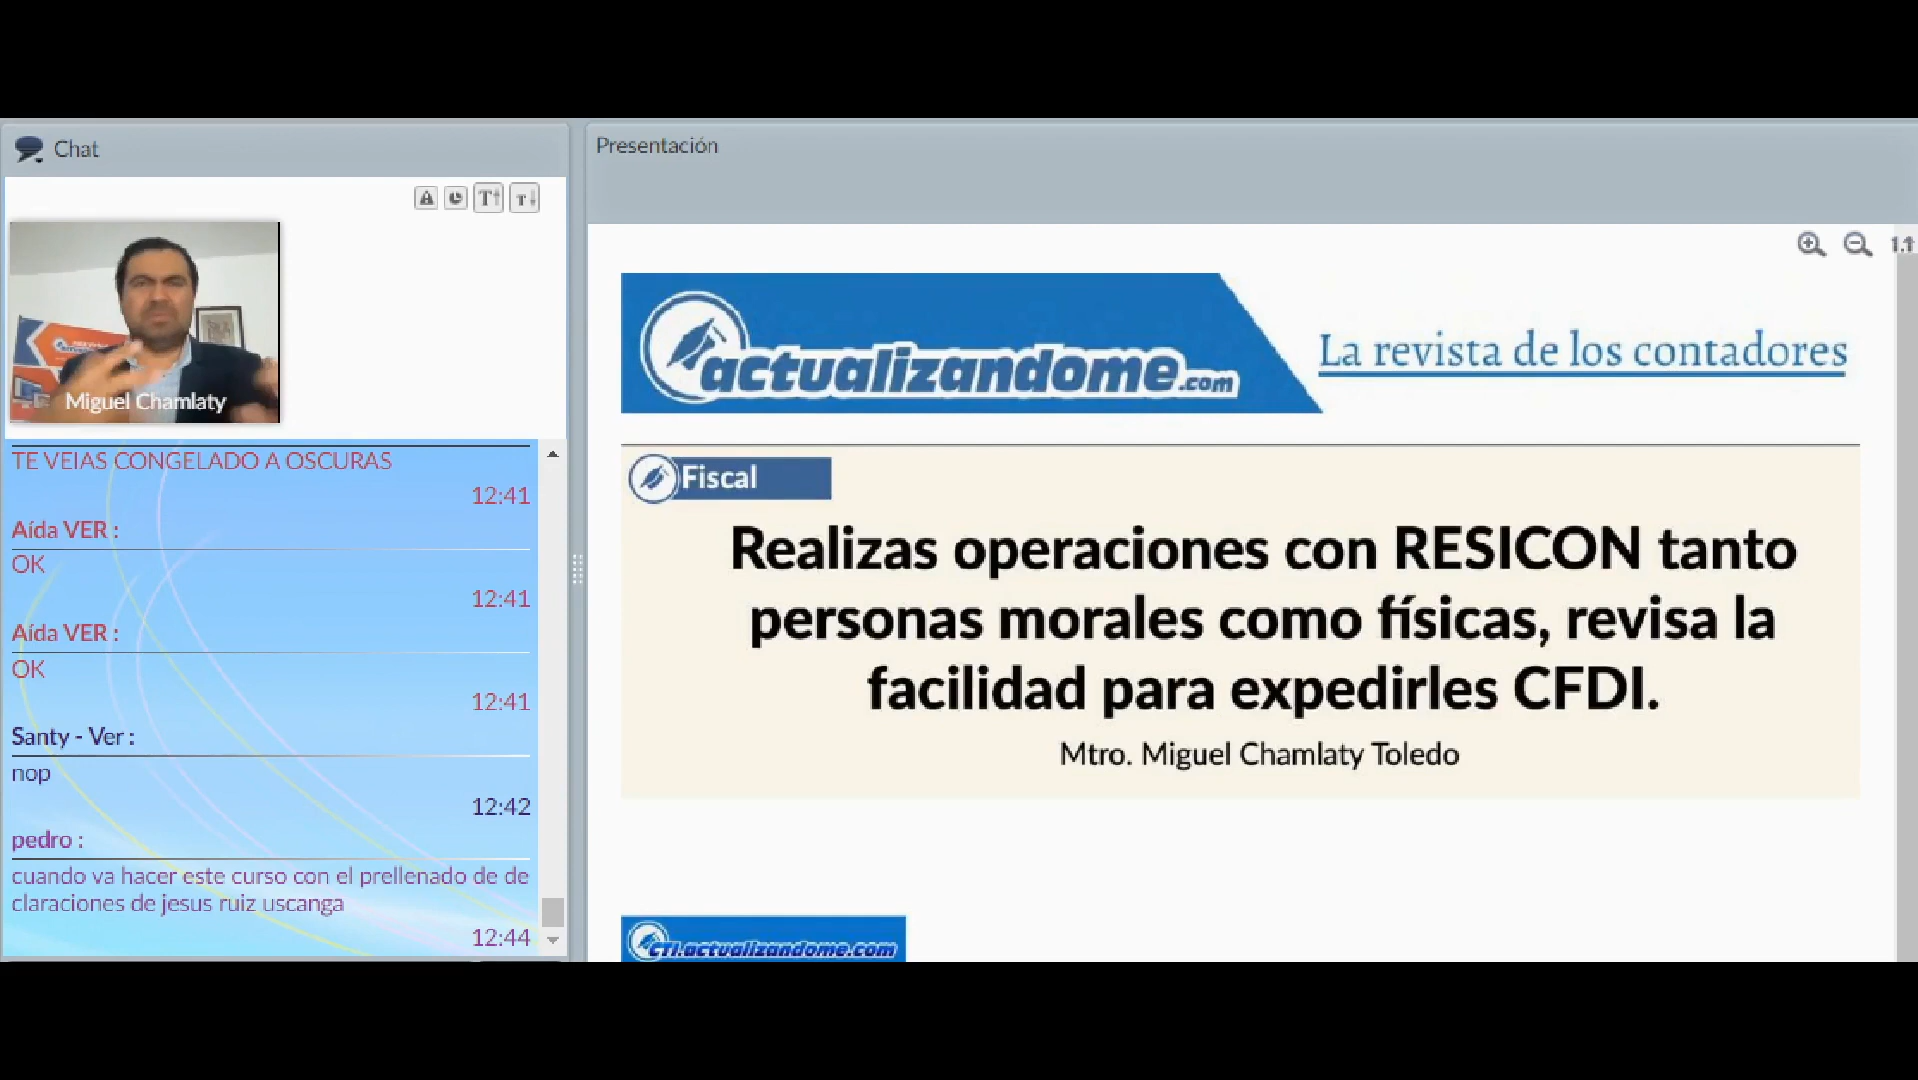 Chat
Miguel Chamlaty
TE VEIAS CONGELADO A OSCURAS
12:41
Aída VER :
OK
12:41
Aída VER :
OK
12:41
Santy - Ver :
nop
12:42
pedro :
cuando va hacer este curso con el prellenado de de
claraciones de jesus ruiz uscanga
12:44
Presentación
1:1
actualizandome.com
La revista de los contadores
Fiscal
Realizas operaciones con RESICON tanto
personas morales como físicas, revisa la
facilidad para expedirles CFDI.
Mtro. Miguel Chamlaty Toledo
CTI.actualizandome.com